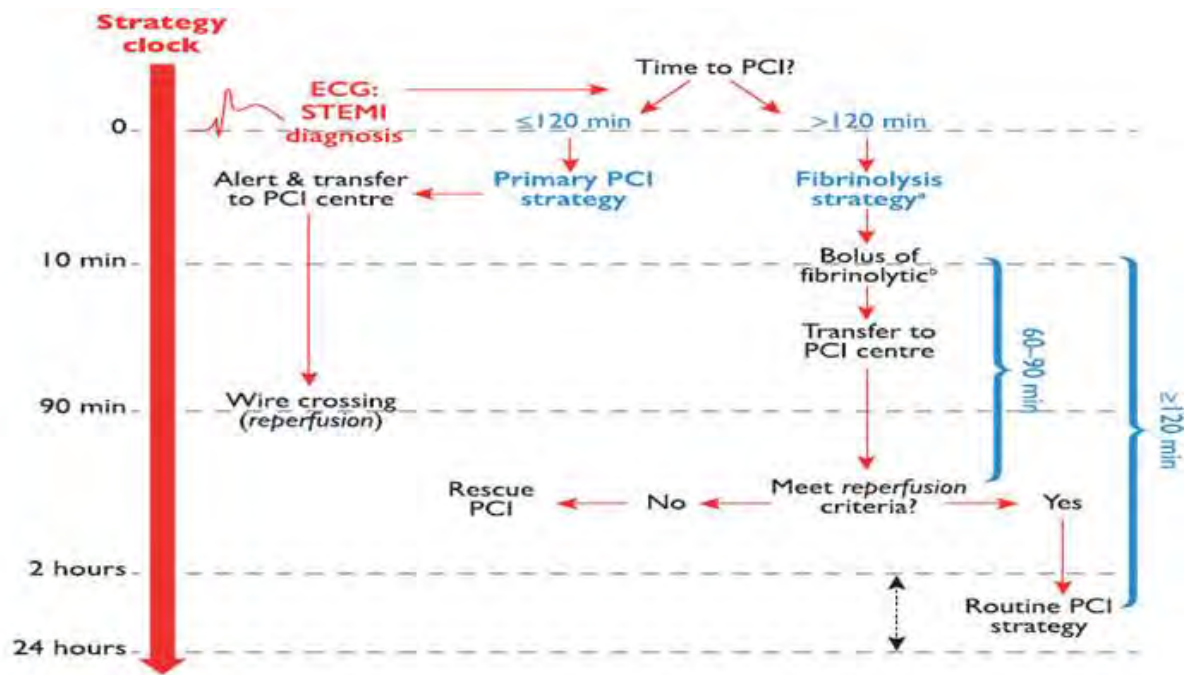 Strategy
clock
Time to PCI?
ECG:
STEMI
diagnosis
0
≤120 min
>120 min
Alert & transfer
to PCI centre
Primary PCI
strategy
Fibrinolysis
strategyᵃ
10 min
Bolus of
fibrinolyticᵇ
Transfer to
PCI centre
60–90 min
≥120 min
Wire crossing
(reperfusion)
90 min
Rescue
PCI
No
Meet reperfusion
criteria?
Yes
2 hours
Routine PCI
strategy
24 hours